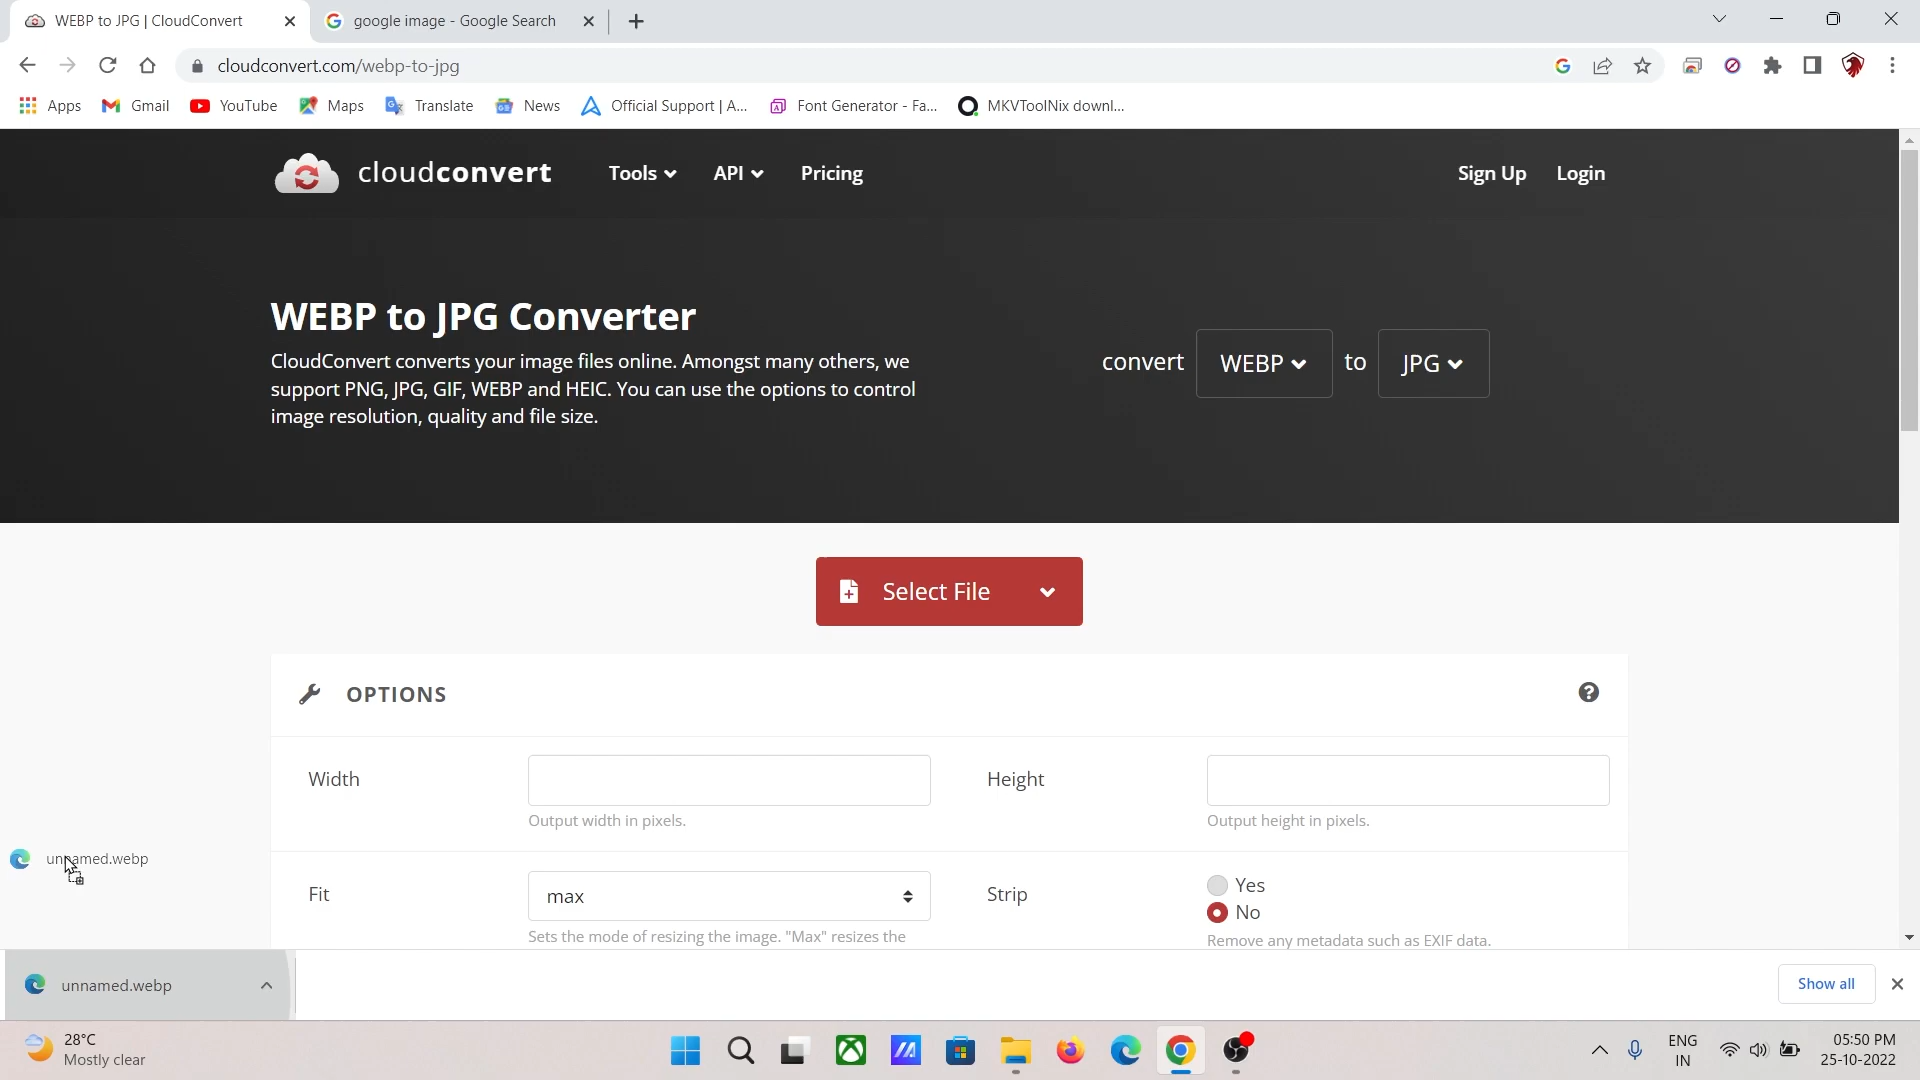 WEBP to JPG | CloudConvert
google image - Google Search
cloudconvert.com/webp-to-jpg
Apps
Gmail
YouTube
Maps
Translate
News
Official Support | A...
Font Generator - Fa...
MKVToolNix downl...
cloudconvert
Tools
API
Pricing
Sign Up
Login
WEBP to JPG Converter
CloudConvert converts your image files online. Amongst many others, we
support PNG, JPG, GIF, WEBP and HEIC. You can use the options to control
image resolution, quality and file size.
convert WEBP to JPG
Select File
OPTIONS
Width
Output width in pixels.
Height
Output height in pixels.
unnamed.webp
Fit
max
Sets the mode of resizing the image. "Max" resizes the
Strip
Yes
No
Remove any metadata such as EXIF data.
unnamed.webp
Show all
28°C
Mostly clear
ENG
IN
05:50 PM
25-10-2022